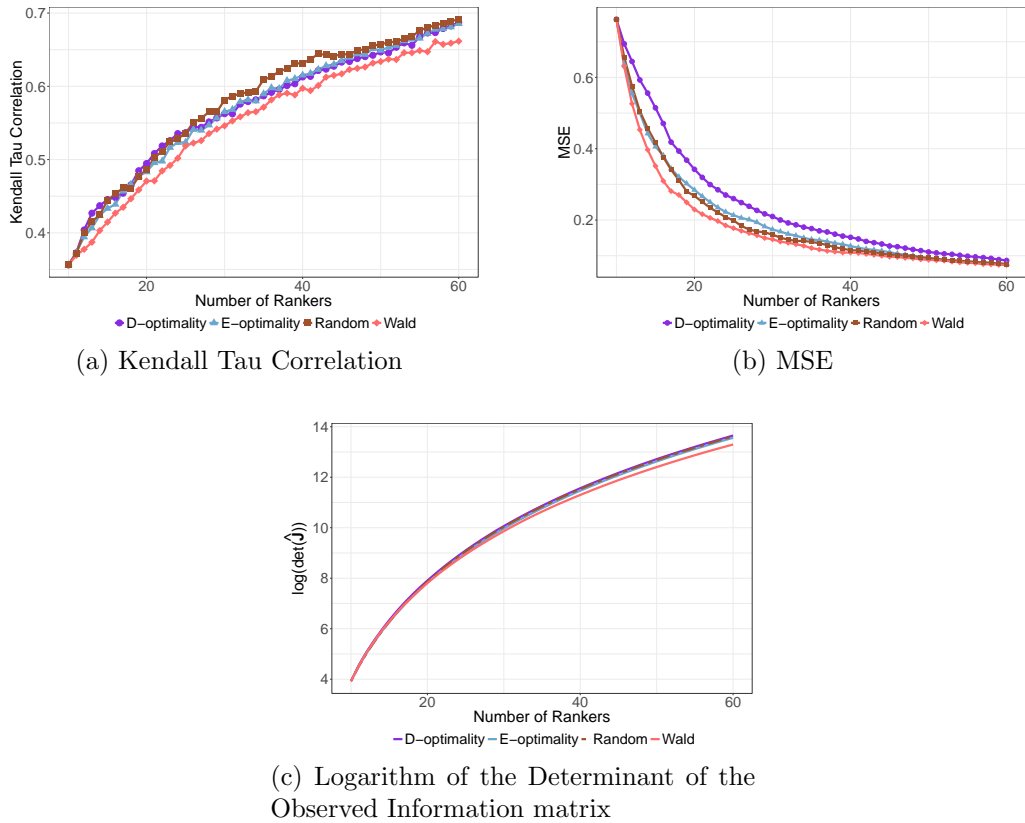 0.7
0.6
0.5
0.4
Kendall Tau Correlation
20
40
60
Number of Rankers
D−optimality E−optimality Random Wald
(a) Kendall Tau Correlation
0.6
0.4
0.2
MSE
20
40
60
Number of Rankers
D−optimality E−optimality Random Wald
(b) MSE
14
12
10
8
6
4
log(det(Ĵ))
20
40
60
Number of Rankers
D−optimality E−optimality Random Wald
(c) Logarithm of the Determinant of the
Observed Information matrix